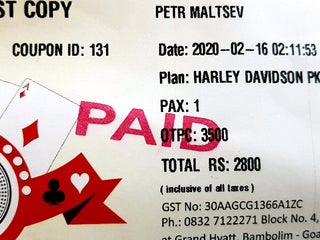 ST COPY
PETR MALTSEV
COUPON ID: 131
Date: 2020-02-16 02:11:53
Plan: HARLEY DAVIDSON PK
PAX: 1
PAID
OTPC: 3500
TOTAL RS: 2800
( inclusive of all taxes )
GST No: 30AAGCG1366A1ZC
Ph.: 0832 7122271 Block No. 4,
at Grand Hyatt, Bambolim - Goa